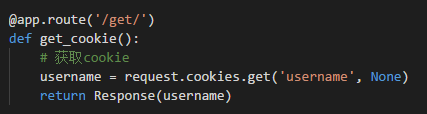 @app.route('/get/')
def get_cookie():
    # 获取cookie
    username = request.cookies.get('username', None)
    return Response(username)